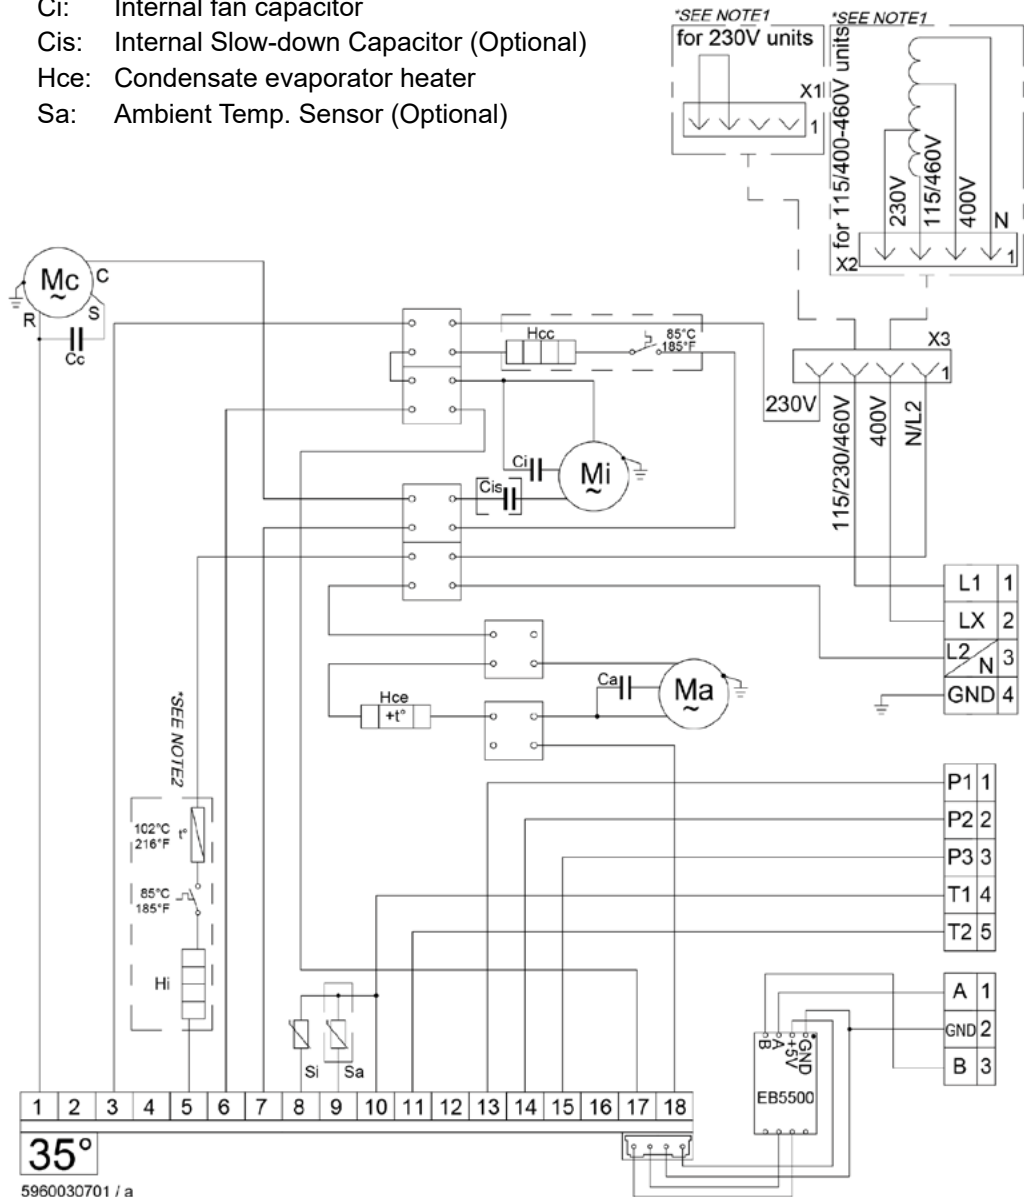 Ci: Internal fan capacitor
Cis: Internal Slow-down Capacitor (Optional)
Hce: Condensate evaporator heater
Sa: Ambient Temp. Sensor (Optional)
*SEE NOTE1
for 230V units
X1
1
*SEE NOTE1
for 115/400-460V units
230V
115/460V
400V
N
X2
1
Mc
~
C
S
R
Cc
Hcc
85°C
185°F
X3
1
230V
115/230/460V
400V
N/L2
Ci
Mi
~
Cis
L1 1
LX 2
L2/N 3
GND 4
Ca
Ma
~
Hce
+t°
*SEE NOTE2
102°C
216°F
t°
85°C
185°F
Hi
P1 1
P2 2
P3 3
T1 4
T2 5
A 1
GND 2
B 3
B
A
+5V
GND
EB5500
Si
Sa
1 2 3 4 5 6 7 8 9 10 11 12 13 14 15 16 17 18
35°
5960030701 / a